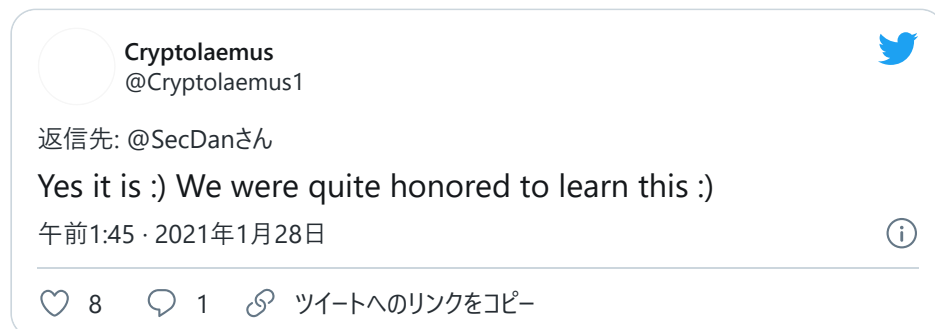 Cryptolaemus
@Cryptolaemus1
返信先: @SecDanさん
Yes it is :) We were quite honored to learn this :)
午前1:45 · 2021年1月28日
8 1 ツイートへのリンクをコピー